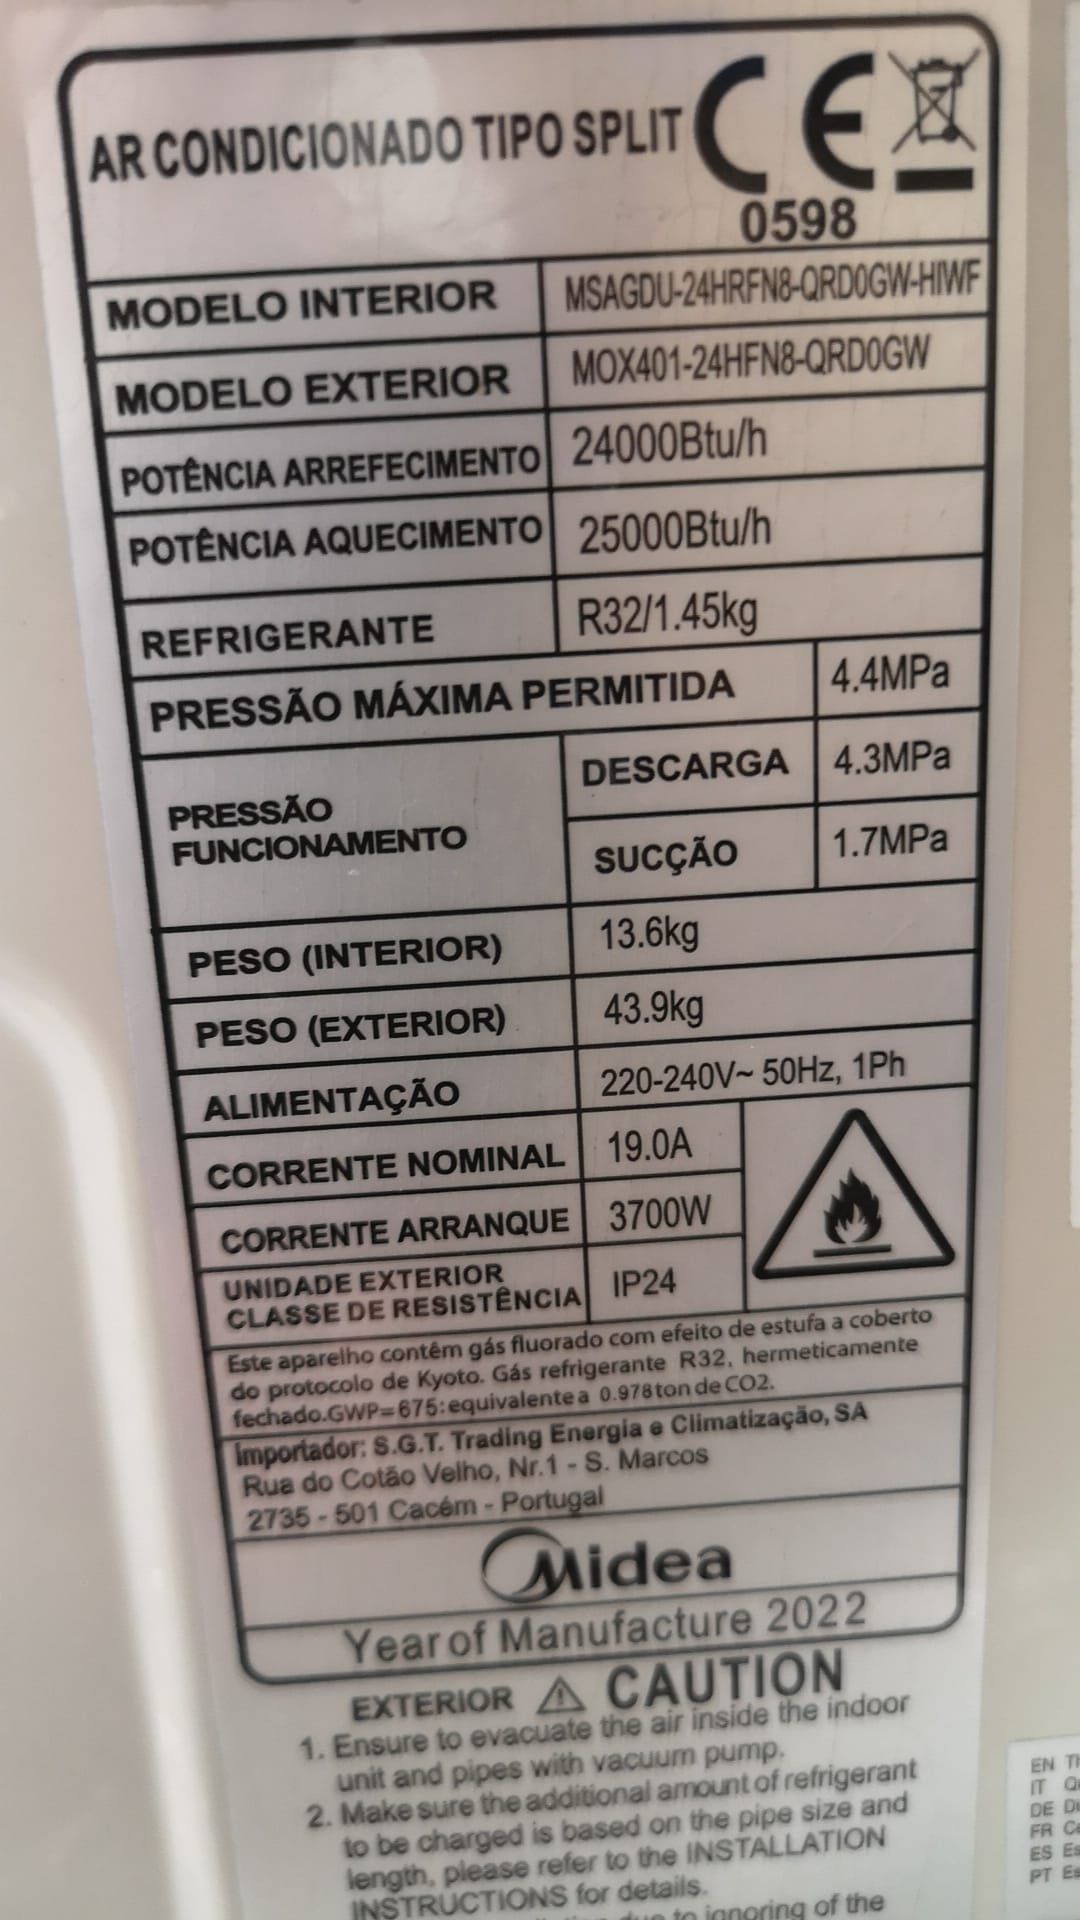 AR CONDICIONADO TIPO SPLIT CE
0598
MODELO INTERIOR MSAGDU-24HRFN8-QRD0GW-HIWF
MODELO EXTERIOR MOX401-24HFN8-QRD0GW
POTÊNCIA ARREFECIMENTO 24000Btu/h
POTÊNCIA AQUECIMENTO 25000Btu/h
REFRIGERANTE R32/1.45kg
PRESSÃO MÁXIMA PERMITIDA 4.4MPa
PRESSÃO
FUNCIONAMENTO
DESCARGA 4.3MPa
SUCÇÃO 1.7MPa
PESO (INTERIOR) 13.6kg
PESO (EXTERIOR) 43.9kg
ALIMENTAÇÃO 220-240V~ 50Hz, 1Ph
CORRENTE NOMINAL 19.0A
CORRENTE ARRANQUE 3700W
UNIDADE EXTERIOR
CLASSE DE RESISTÊNCIA IP24
Este aparelho contêm gás fluorado com efeito de estufa a coberto
do protocolo de Kyoto. Gás refrigerante R32, hermeticamente
fechado.GWP=675:equivalente a 0.978ton de CO2.
Importador: S.G.T. Trading Energia e Climatização, SA
Rua do Cotão Velho, Nr.1 - S. Marcos
2735 - 501 Cacém - Portugal
Midea
Year of Manufacture 2022
EXTERIOR CAUTION
1. Ensure to evacuate the air inside the indoor
unit and pipes with vacuum pump.
2. Make sure the additional amount of refrigerant
to be charged is based on the pipe size and
length, please refer to the INSTALLATION
INSTRUCTIONS for details.
to ignoring of the
EN
IT
DE
FR
ES
PT